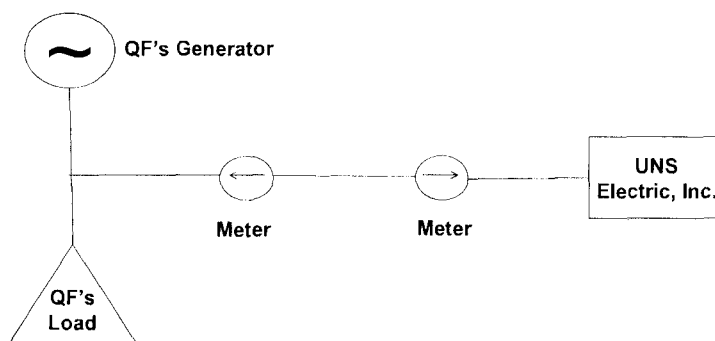 QF's Generator
UNS
Electric, Inc.
Meter
Meter
QF's
Load